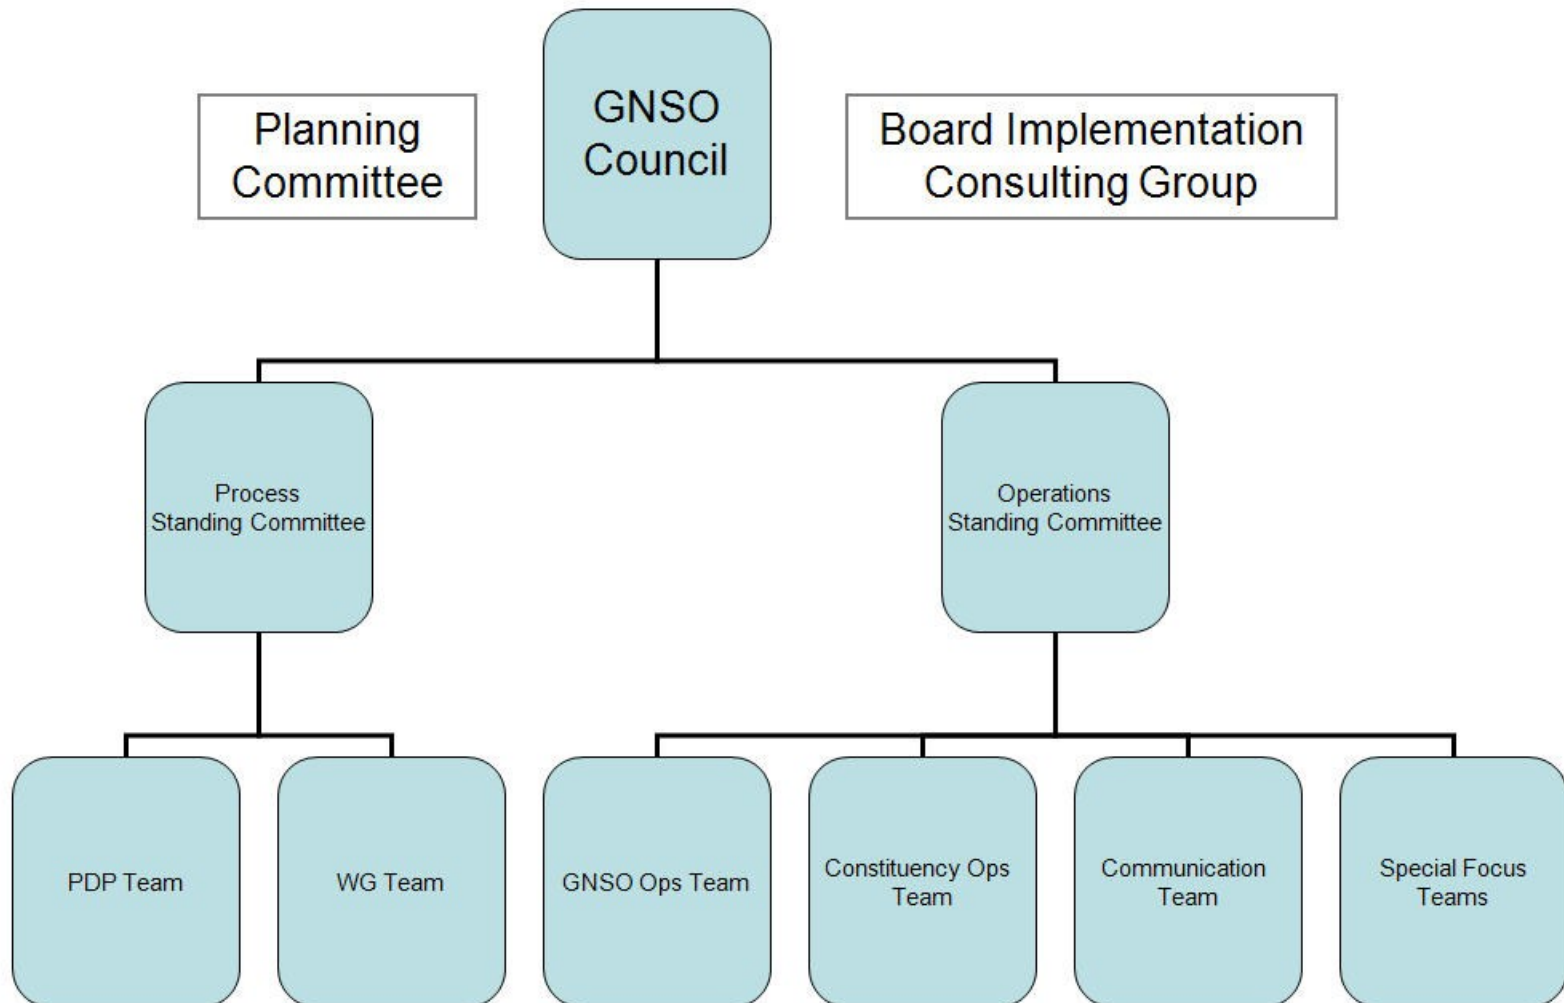 Planning
Committee
GNSO
Council
Board Implementation
Consulting Group
Process
Standing Committee
Operations
Standing Committee
PDP Team
WG Team
GNSO Ops Team
Constituency Ops
Team
Communication
Team
Special Focus
Teams